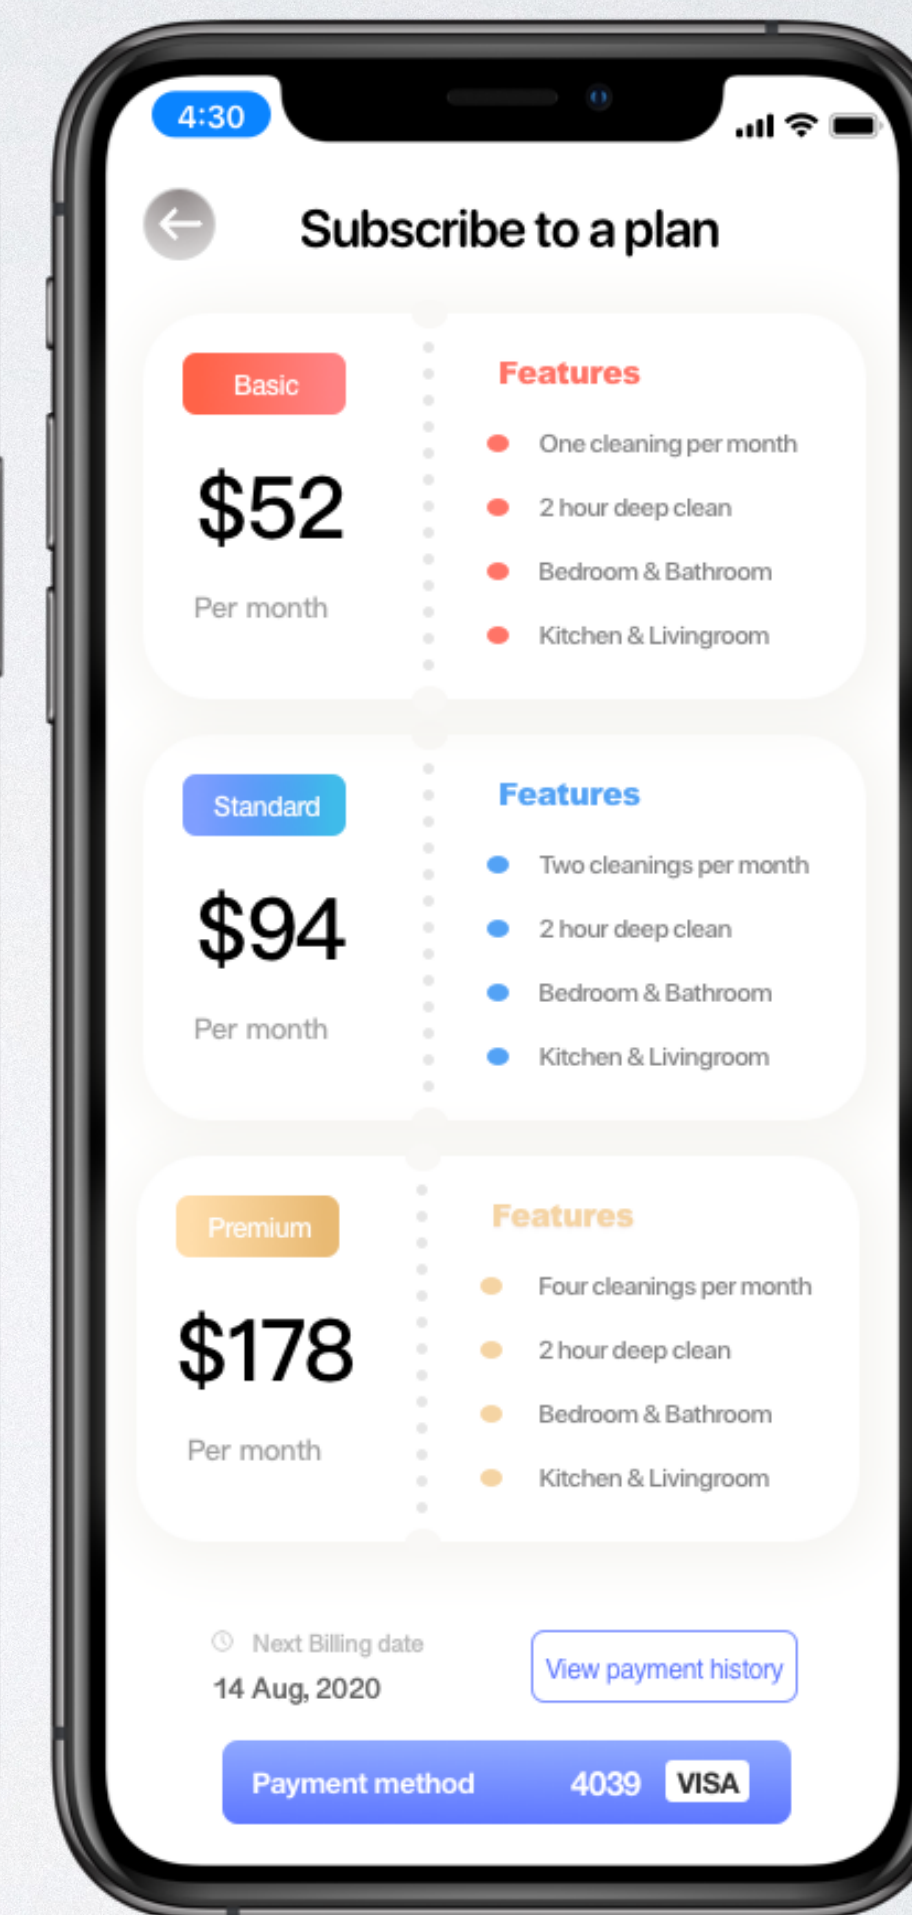 4:30
Subscribe to a plan
Basic
$52
Per month
Features
One cleaning per month
2 hour deep clean
Bedroom & Bathroom
Kitchen & Livingroom
Standard
$94
Per month
Features
Two cleanings per month
2 hour deep clean
Bedroom & Bathroom
Kitchen & Livingroom
Premium
$178
Per month
Features
Four cleanings per month
2 hour deep clean
Bedroom & Bathroom
Kitchen & Livingroom
Next Billing date
14 Aug, 2020
View payment history
Payment method 4039 VISA